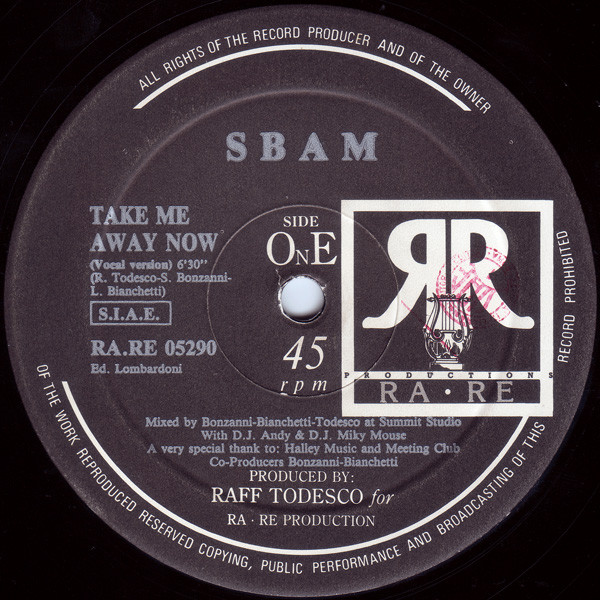 ALL RIGHTS OF THE RECORD PRODUCER AND OF THE OWNER
SBAM
TAKE ME
AWAY NOW
(Vocal version) 6'30"
(R. Todesco-S. Bonzanni-
L. Bianchetti)
S.I.A.E.
RA.RE 05290
Ed. Lombardoni
SIDE
ONE
45
rpm
RR
PRODUCTIONS
RA·RE
Mixed by Bonzanni-Bianchetti-Todesco at Summit Studio
With D.J. Andy & D.J. Miky Mouse
A very special thank to: Halley Music and Meeting Club
Co-Producers Bonzanni-Bianchetti
PRODUCED BY:
RAFF TODESCO for
RA·RE PRODUCTION
OF THE WORK REPRODUCED RESERVED COPYING, PUBLIC PERFORMANCE AND BROADCASTING OF THIS
RECORD PROHIBITED